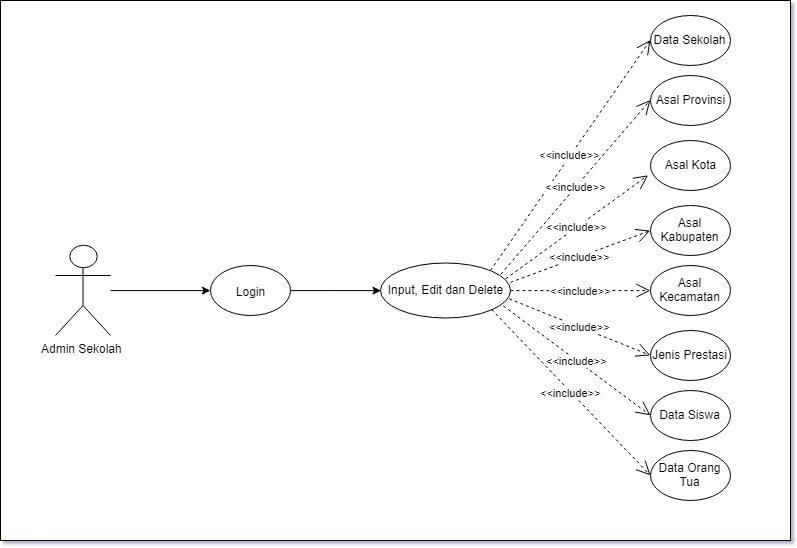 Data Sekolah
Asal Provinsi
<<include>>
<<include>>
Asal Kota
<<include>>
Asal
Kabupaten
<<include>>
Admin Sekolah
Login
Input, Edit dan Delete
<<include>>
Asal
Kecamatan
<<include>>
Jenis Prestasi
<<include>>
<<include>>
Data Siswa
Data Orang
Tua